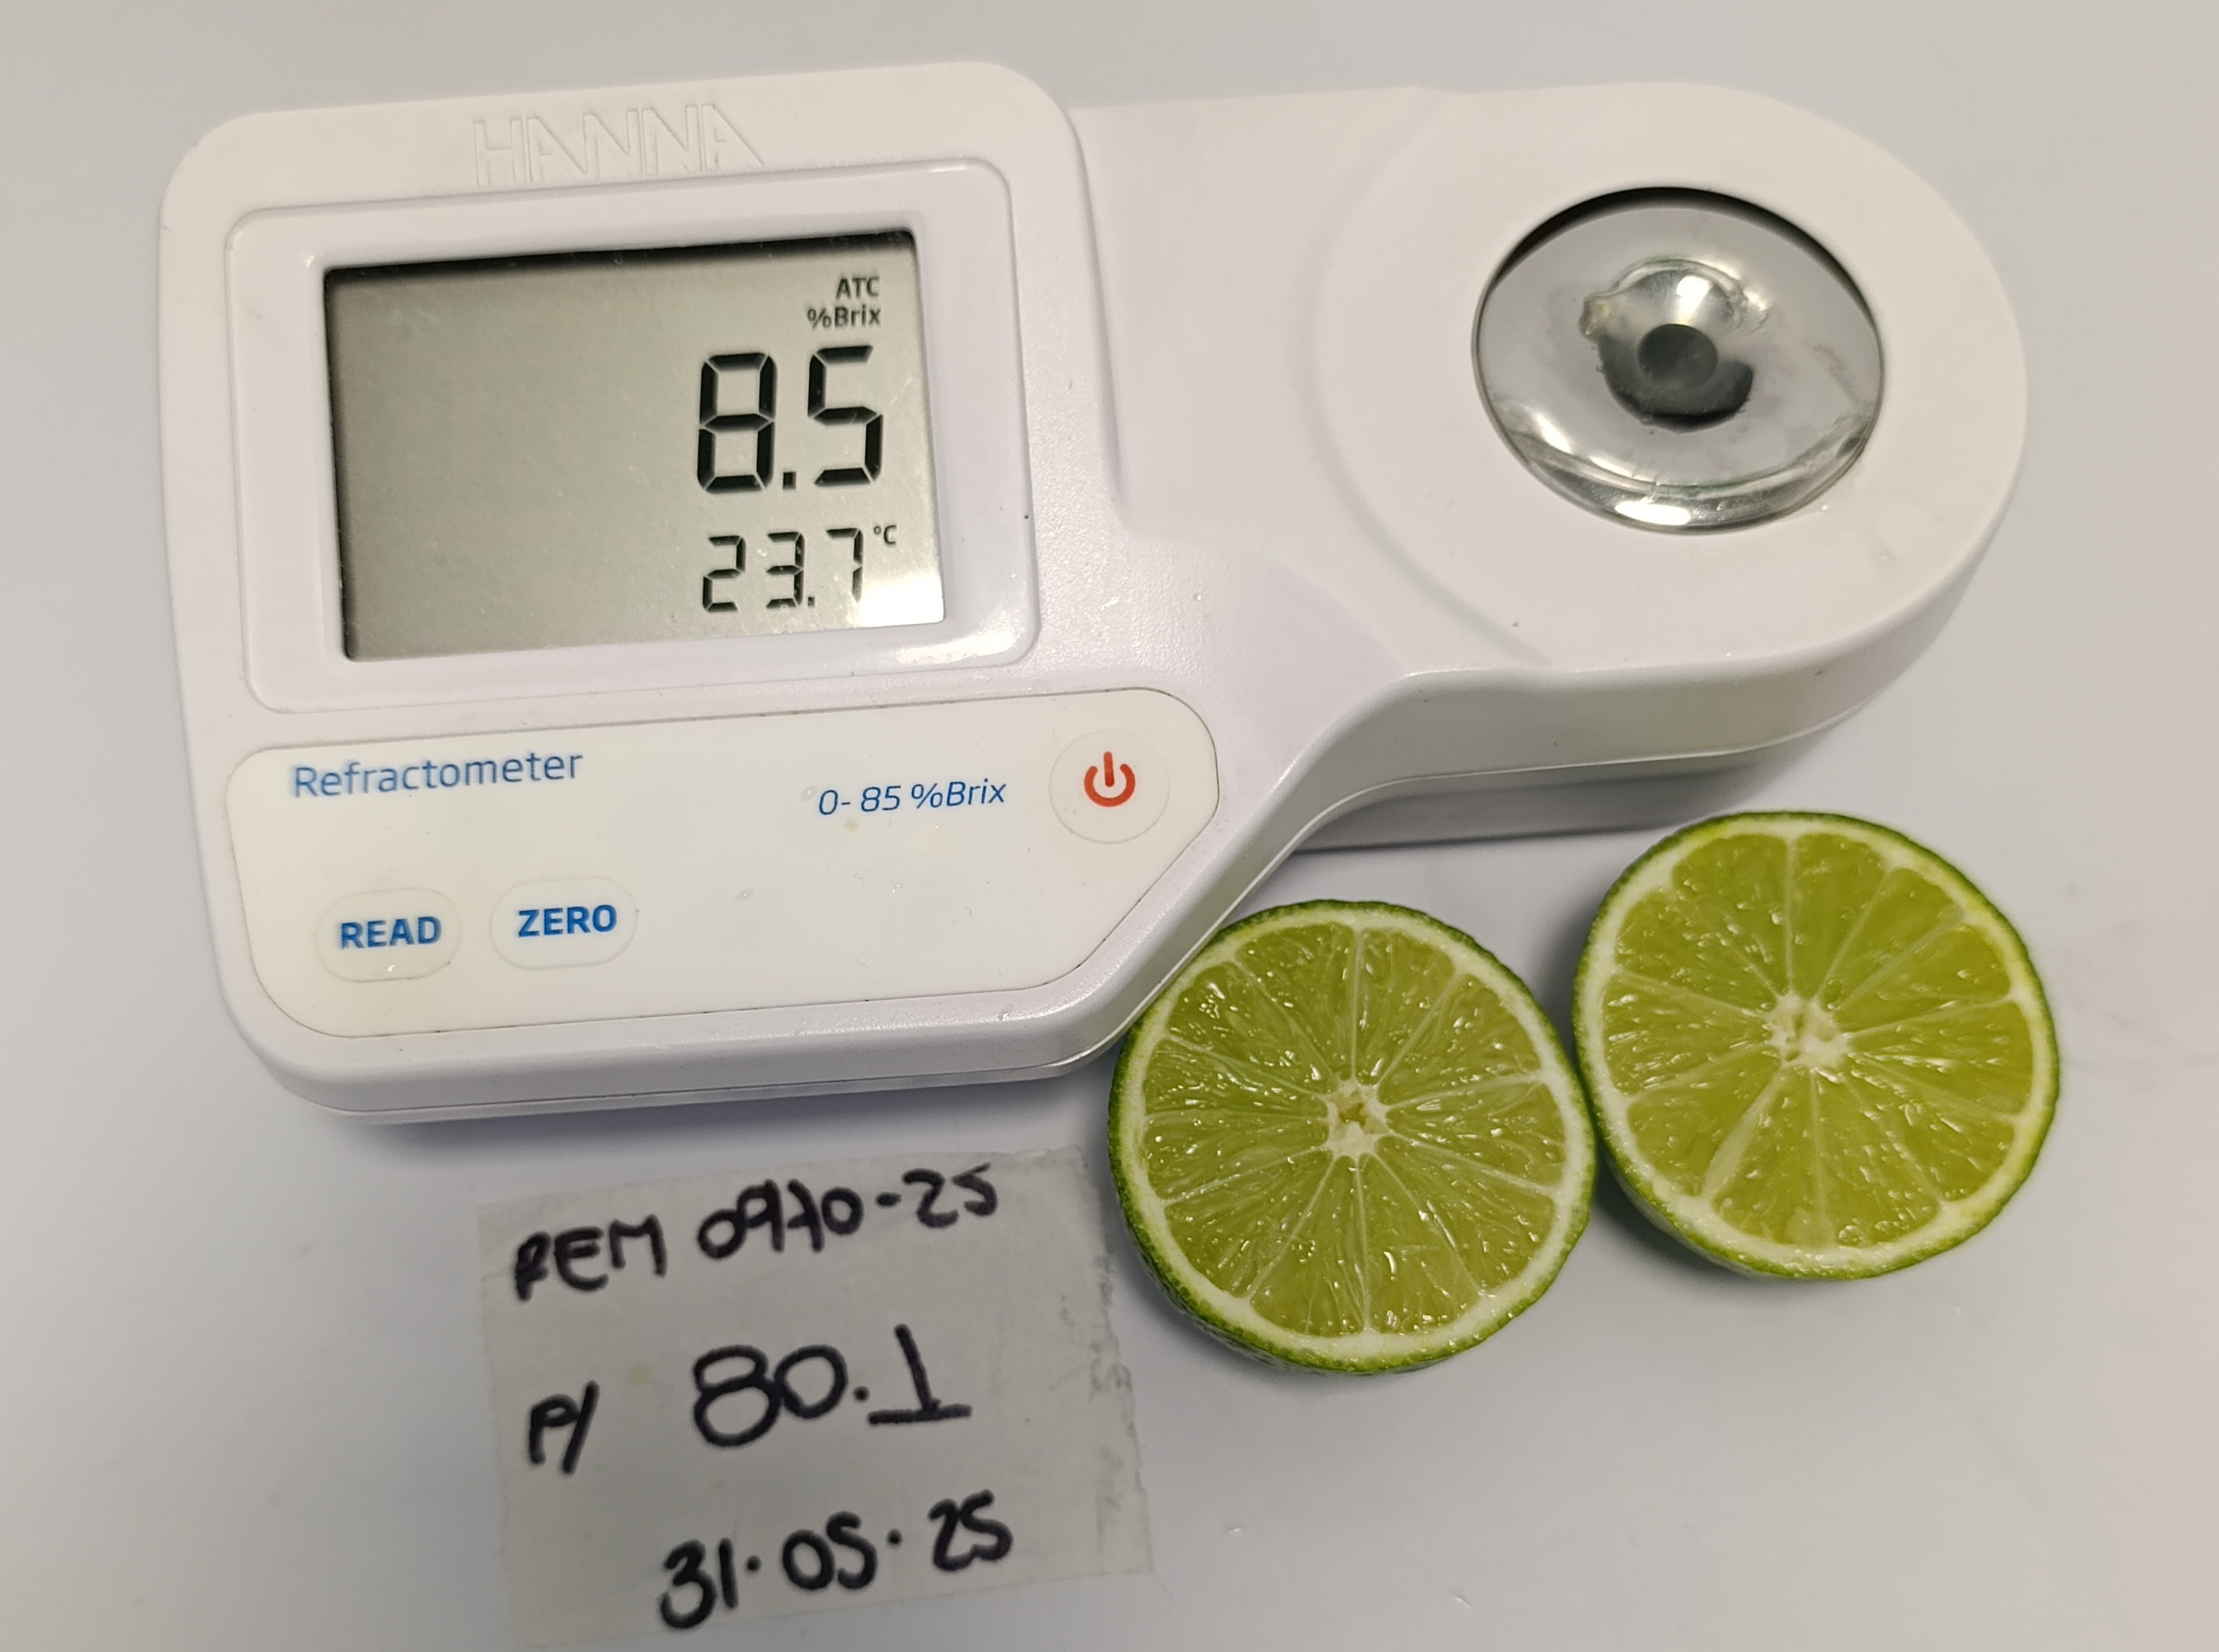 HANNA
ATC
%Brix
8.5
23.7 °C
Refractometer
0-85 %Brix
READ
ZERO
REM 0970-25
P/ 80.1
31.05.25